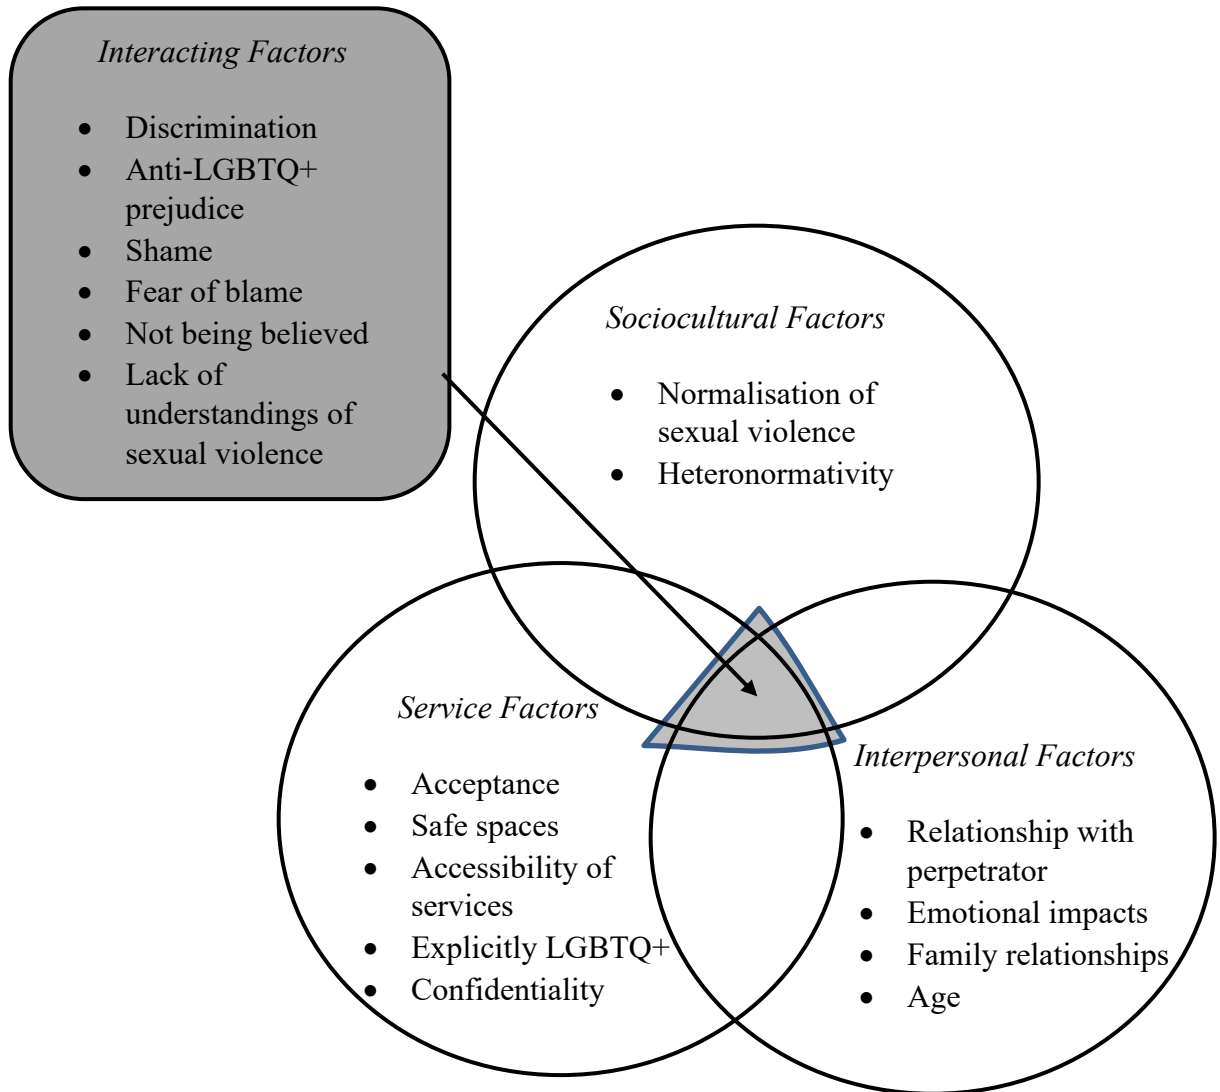 Interacting Factors
• Discrimination
• Anti-LGBTQ+
prejudice
• Shame
• Fear of blame
• Not being believed
• Lack of
understandings of
sexual violence
Sociocultural Factors
• Normalisation of
sexual violence
• Heteronormativity
Service Factors
• Acceptance
• Safe spaces
• Accessibility of
services
• Explicitly LGBTQ+
• Confidentiality
Interpersonal Factors
• Relationship with
perpetrator
• Emotional impacts
• Family relationships
• Age